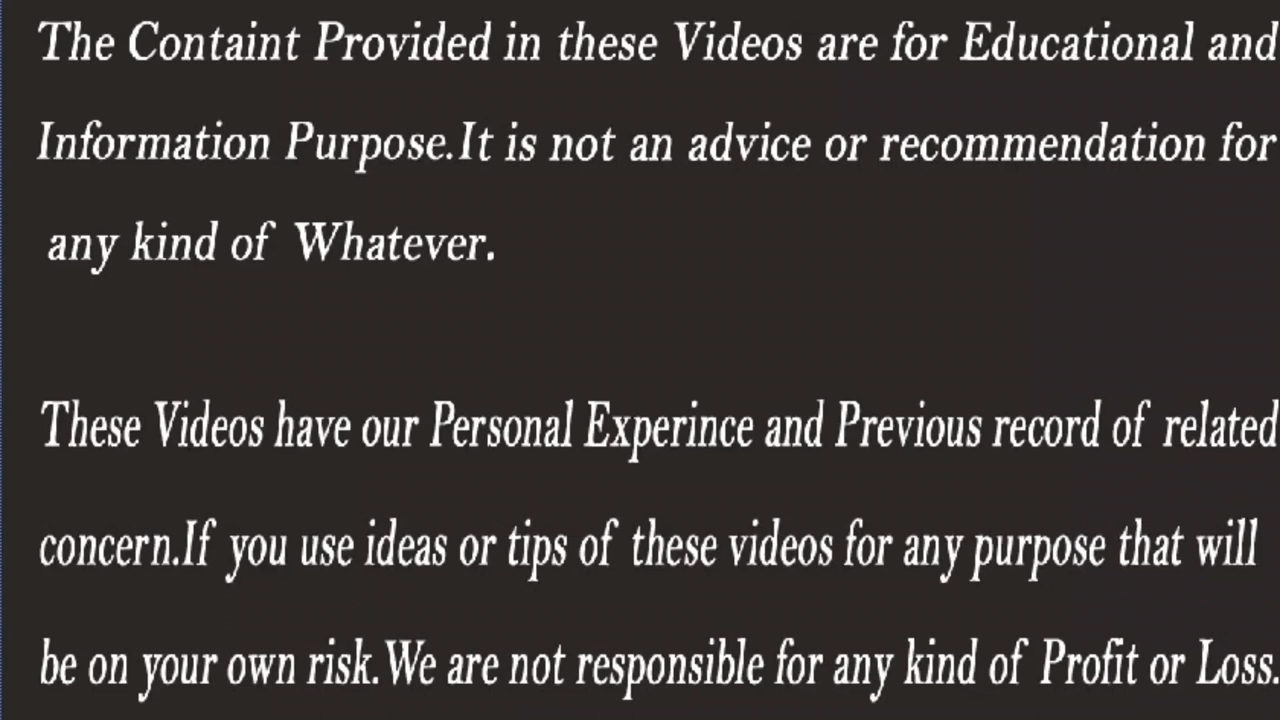 The Containt Provided in these Videos are for Educational and
Information Purpose.It is not an advice or recommendation for
any kind of Whatever.
These Videos have our Personal Experince and Previous record of related
concern.If you use ideas or tips of these videos for any purpose that will
be on your own risk.We are not responsible for any kind of Profit or Loss.